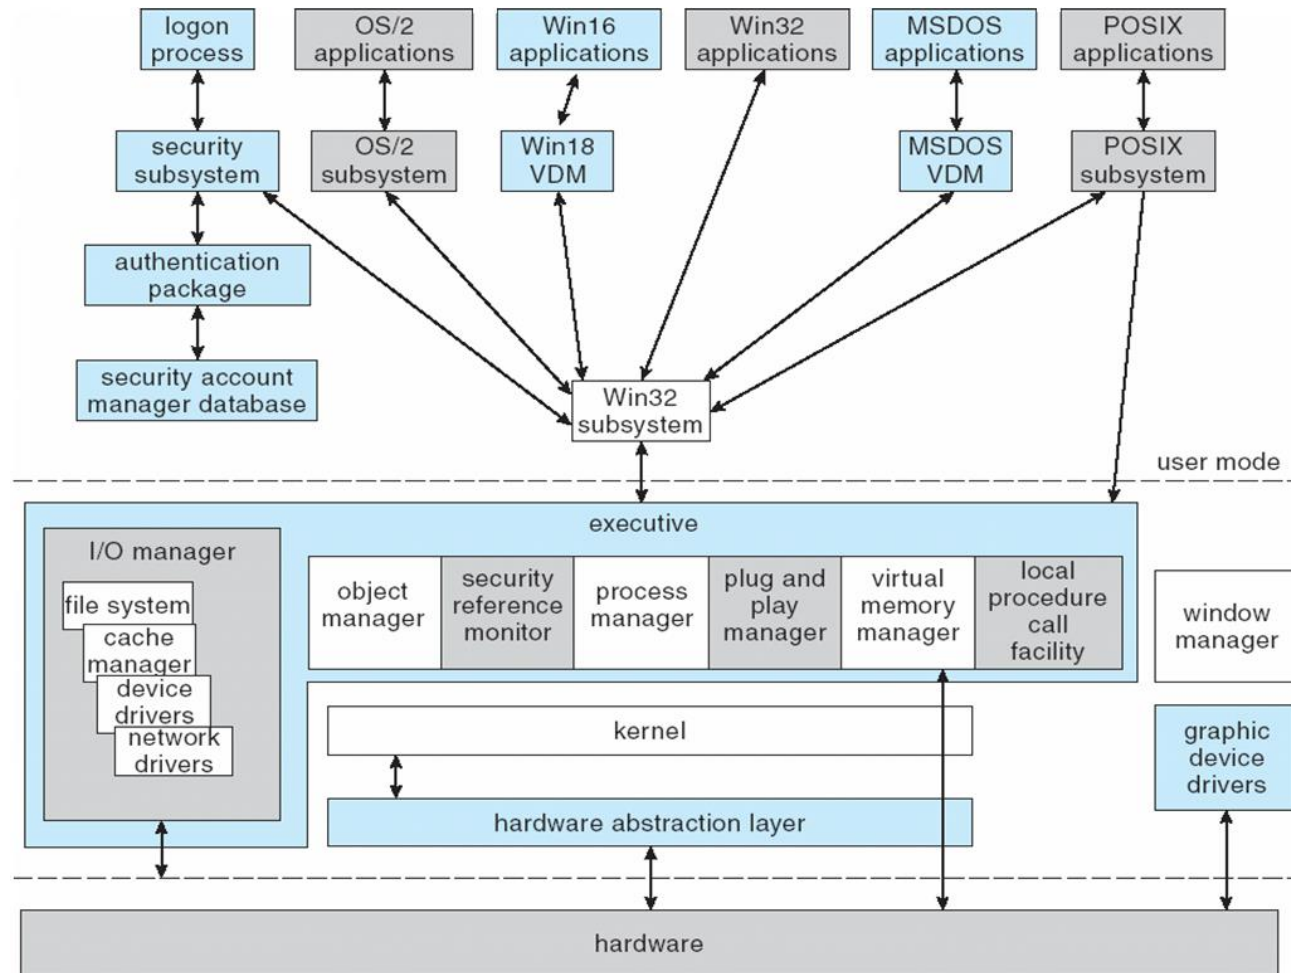 logon
process
OS/2
applications
Win16
applications
Win32
applications
MSDOS
applications
POSIX
applications
security
subsystem
OS/2
subsystem
Win18
VDM
MSDOS
VDM
POSIX
subsystem
authentication
package
security account
manager database
Win32
subsystem
user mode
executive
I/O manager
file system
cache
manager
device
drivers
network
drivers
object
manager
security
reference
monitor
process
manager
plug and
play
manager
virtual
memory
manager
local
procedure
call
facility
window
manager
kernel
graphic
device
drivers
hardware abstraction layer
hardware